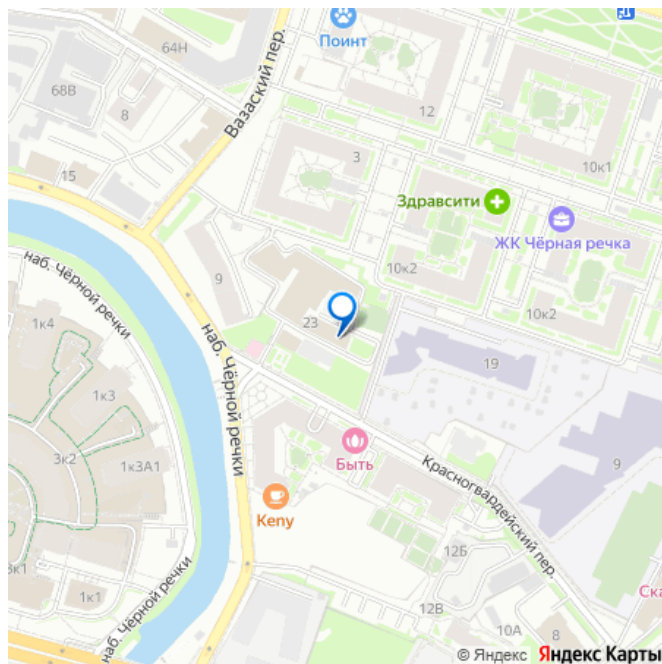 Поинт
64Н
Вазаский пер.
68В
8
12
3
10к1
15
Здравсити
ЖК Чёрная речка
наб. Чёрной речки
9
10к2
10к2
1к4
23
наб. Чёрной речки
19
1к3
3к2
1к3А1
Быть
Красногвардейский пер.
9
Keny
12Б
3к1
1к1
наб. Чёрной речки
12В
10А
8
Ска
© Яндекс Яндекс Карты